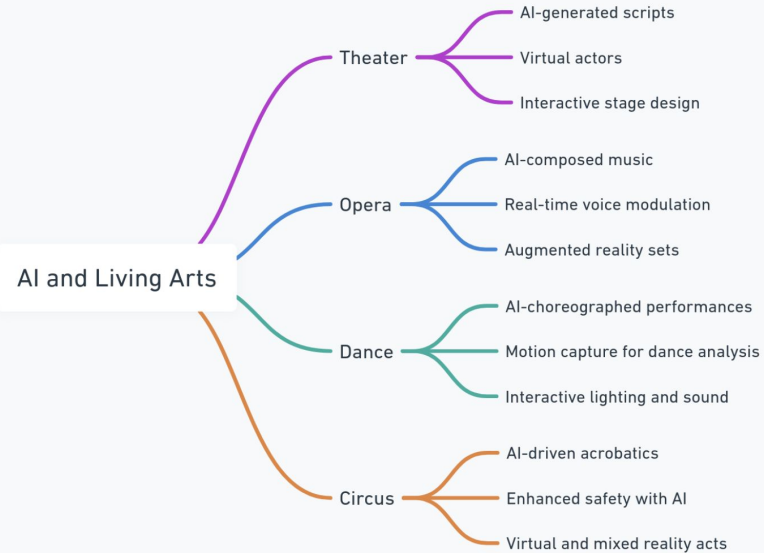 AI and Living Arts
Theater
AI-generated scripts
Virtual actors
Interactive stage design
Opera
AI-composed music
Real-time voice modulation
Augmented reality sets
Dance
AI-choreographed performances
Motion capture for dance analysis
Interactive lighting and sound
Circus
AI-driven acrobatics
Enhanced safety with AI
Virtual and mixed reality acts